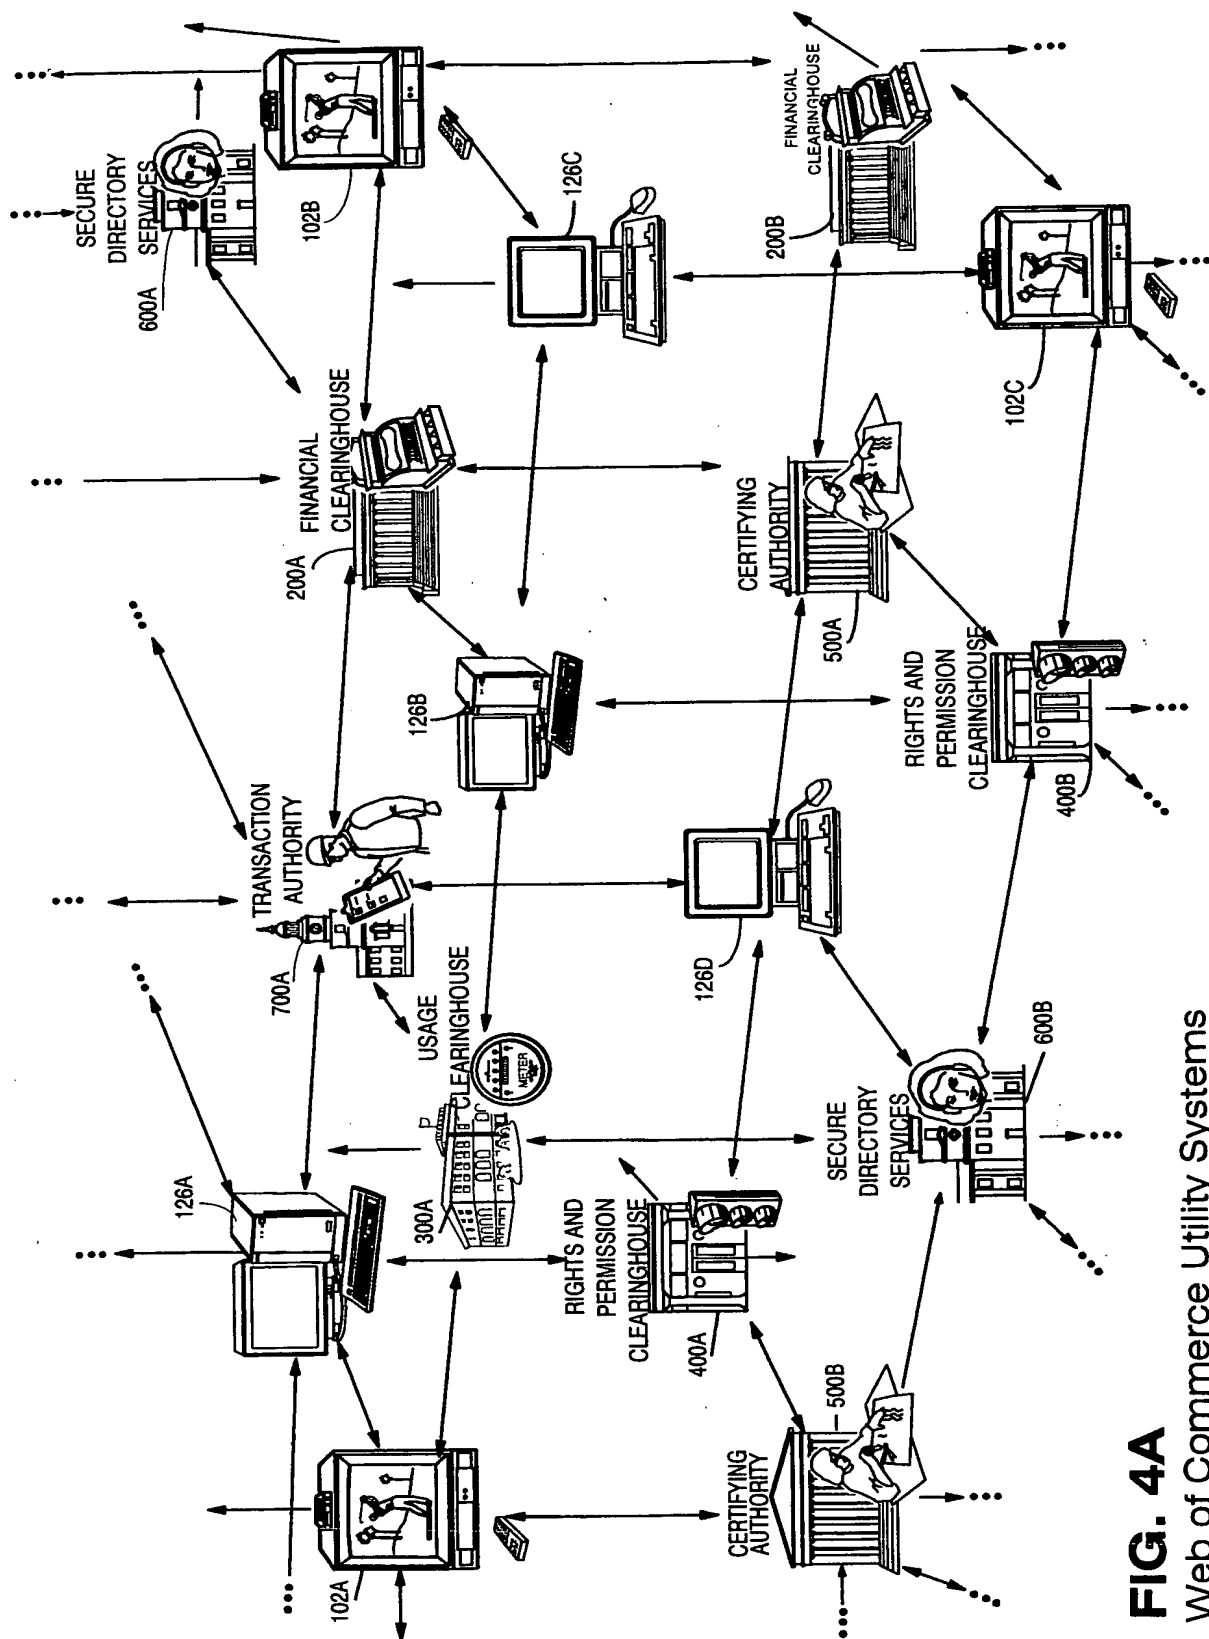 SECURE
DIRECTORY
SERVICES
600A
102B
126C
FINANCIAL
CLEARINGHOUSE
200B
102C
FINANCIAL
CLEARINGHOUSE
200A
126B
CERTIFYING
AUTHORITY
500A
RIGHTS AND
PERMISSION
CLEARINGHOUSE
400B
TRANSACTION
AUTHORITY
700A
126D
USAGE
CLEARINGHOUSE
METER
300A
126A
SECURE
DIRECTORY
SERVICES
600B
RIGHTS AND
PERMISSION
CLEARINGHOUSE
400A
102A
CERTIFYING
AUTHORITY
500B
FIG. 4A
Web of Commerce Utility Systems